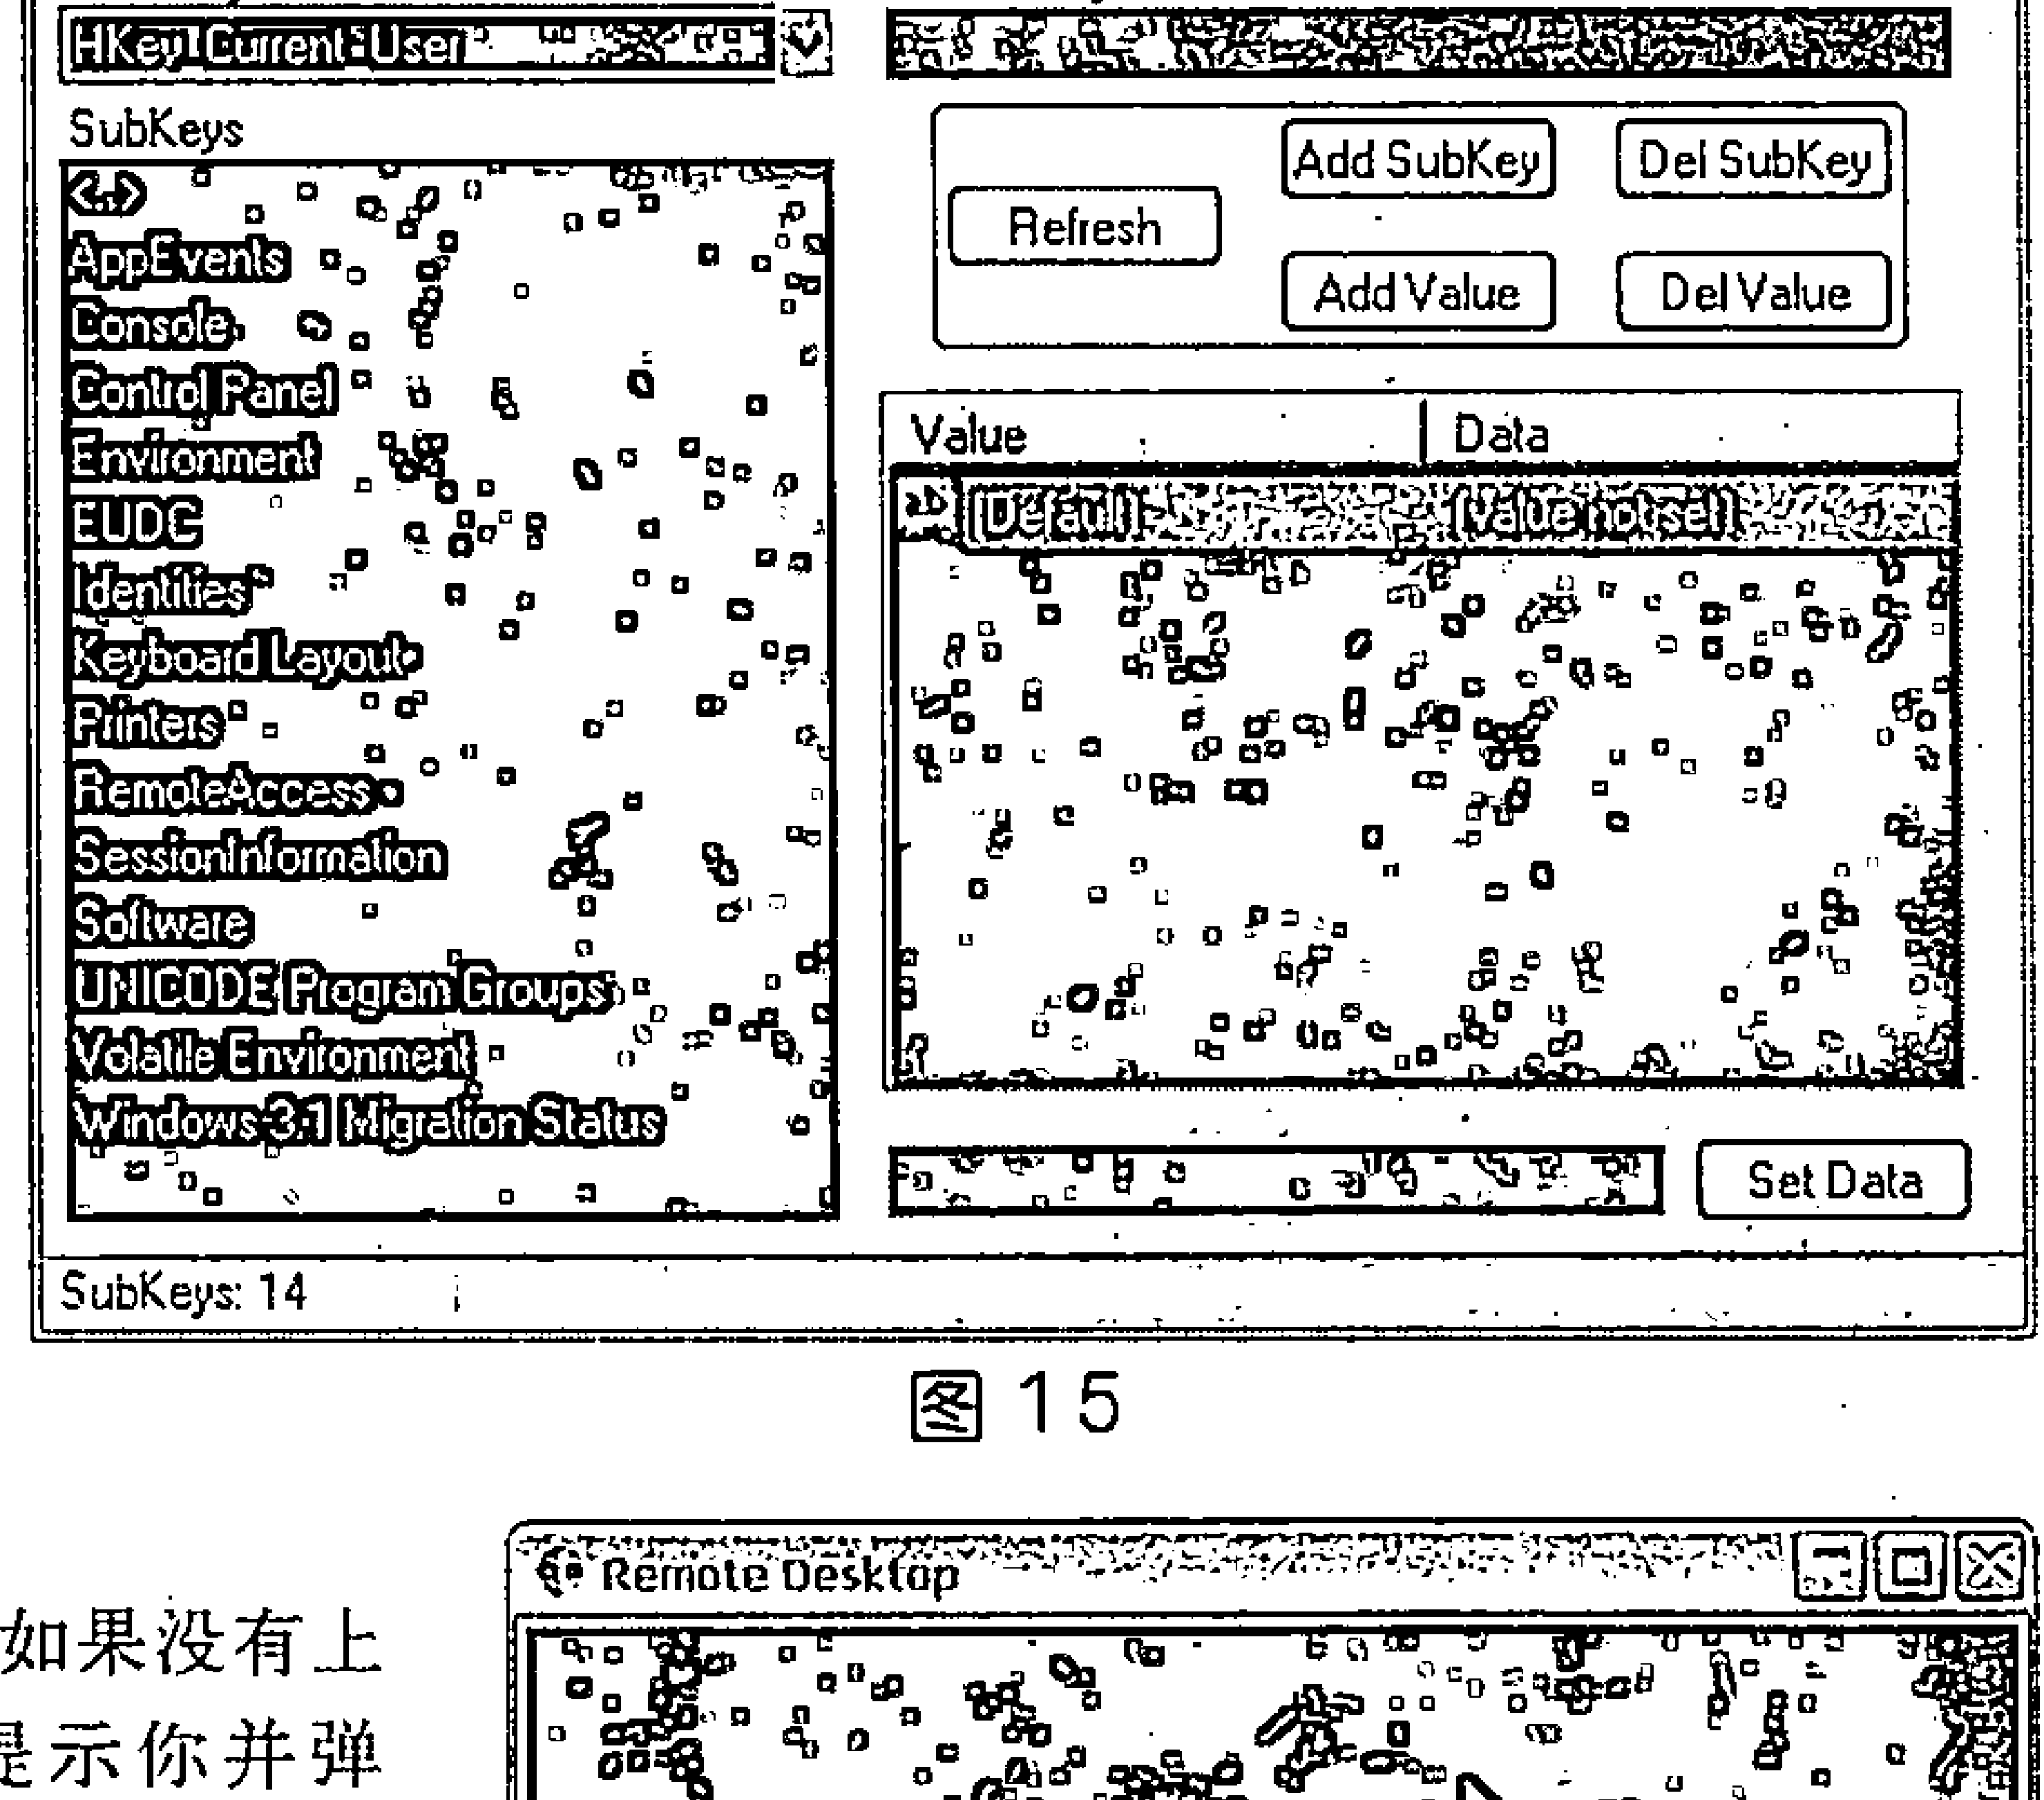 HKey Current User
SubKeys
<..>
AppEvents
Console
Control Panel
Environment
EUDC
Identities
Keyboard Layout
Printers
RemoteAccess
SessionInformation
Software
UNICODE Program Groups
Volatile Environment
Windows 3.1 Migration Status
Refresh
Add SubKey
Del SubKey
Add Value
Del Value
Value
Data
(Default)
(value not set)
Set Data
SubKeys: 14
图 15
Remote Desktop
如果没有上
示你并弹